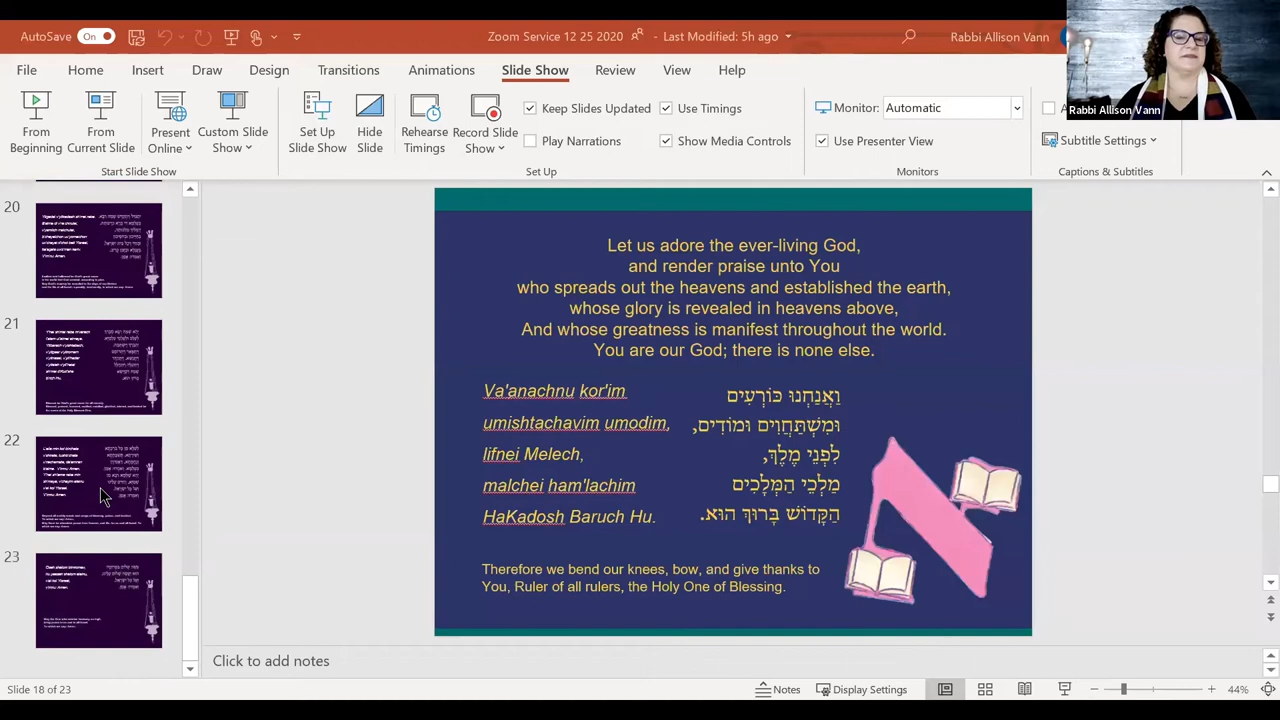 AutoSave On
Zoom Service 12 25 2020 - Last Modified: 5h ago
Rabbi Allison Vann
File Home Insert Draw Design Transitions Animations Slide Show Review View Help
From Beginning
From Current Slide
Present Online
Custom Slide Show
Set Up Slide Show
Hide Slide
Rehearse Timings
Record Slide Show
Keep Slides Updated
Use Timings
Play Narrations
Show Media Controls
Monitor: Automatic
Use Presenter View
Subtitle Settings
Start Slide Show
Set Up
Monitors
Captions & Subtitles
Rabbi Allison Vann
20
21
22
23
Let us adore the ever-living God,
and render praise unto You
who spreads out the heavens and established the earth,
whose glory is revealed in heavens above,
And whose greatness is manifest throughout the world.
You are our God; there is none else.
Va'anachnu kor'im
umishtachavim umodim,
lifnei Melech,
malchei ham'lachim
HaKadosh Baruch Hu.
וַאֲנַחְנוּ כּוֹרְעִים
וּמִשְׁתַּחֲוִים וּמוֹדִים,
לִפְנֵי מֶלֶךְ,
מַלְכֵי הַמְּלָכִים
הַקָּדוֹשׁ בָּרוּךְ הוּא.
Therefore we bend our knees, bow, and give thanks to
You, Ruler of all rulers, the Holy One of Blessing.
Click to add notes
Slide 18 of 23
Notes
Display Settings
44%